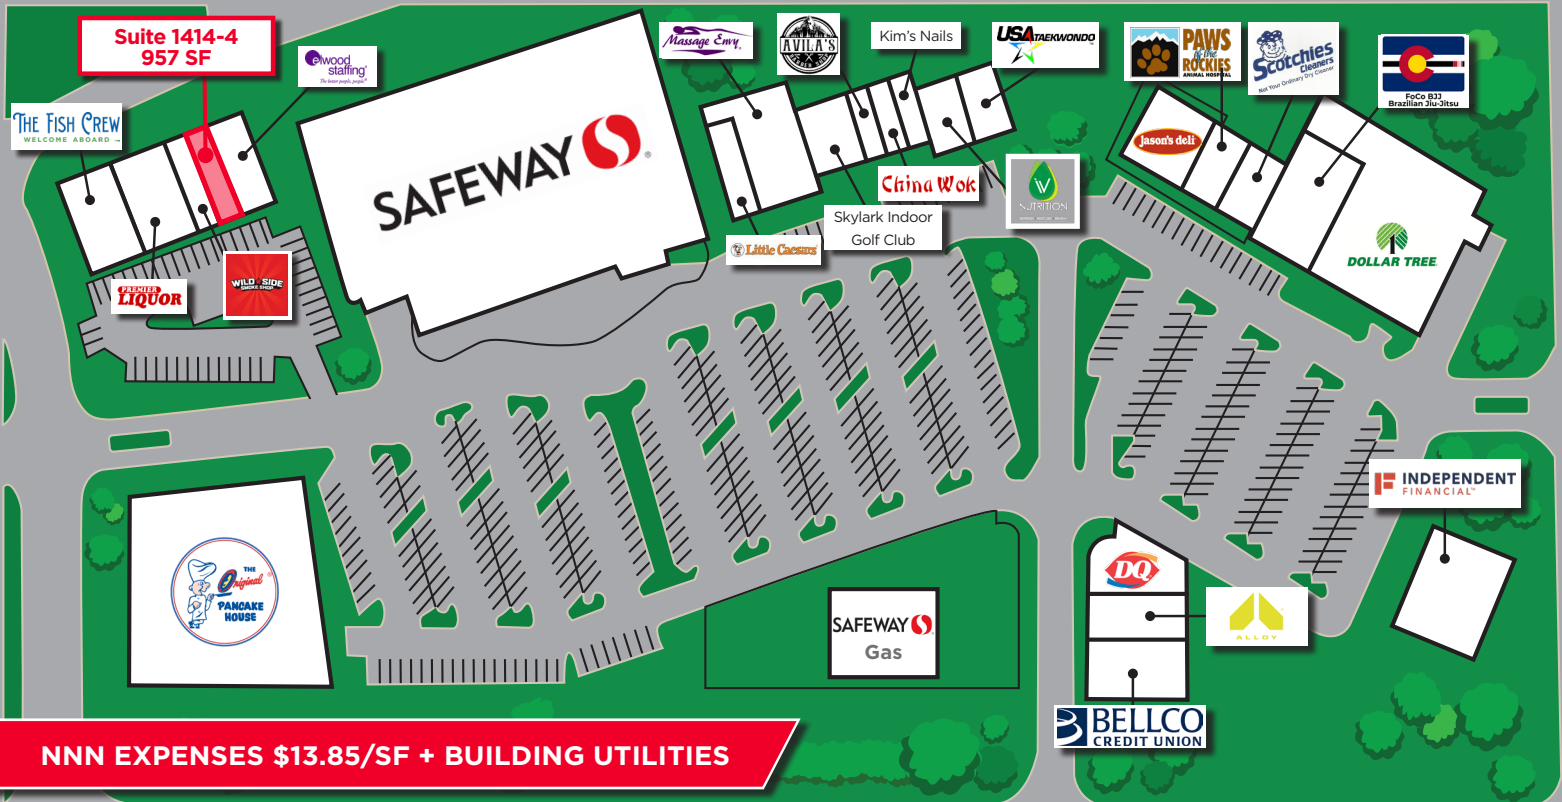 Suite 1414-4
957 SF
elwood
staffing
The better people, people
THE FISH CREW
WELCOME ABOARD
PREMIER
LIQUOR
WILD SIDE
SMOKE SHOP
SAFEWAY
Massage Envy
AVILA'S
Kim's Nails
USA TAEKWONDO
Little Caesars
Skylark Indoor
Golf Club
China Wok
NUTRITION
PAWS
of the
ROCKIES
ANIMAL HOSPITAL
Scotchies
Cleaners
Not Your Ordinary Dry Cleaner
FoCo BJJ
Brazilian Jiu-Jitsu
Jason's deli
DOLLAR TREE
THE
Original
PANCAKE
HOUSE
SAFEWAY
Gas
DQ
ALLOY
BELLCO
CREDIT UNION
INDEPENDENT
FINANCIAL
NNN EXPENSES $13.85/SF + BUILDING UTILITIES